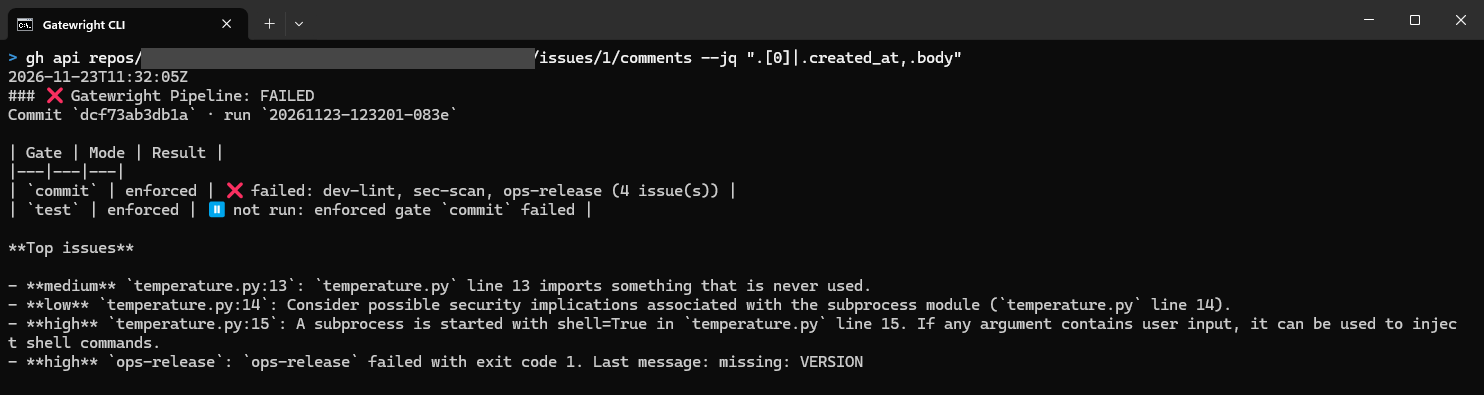 Gatewright CLI
> gh api repos/ /issues/1/comments --jq ".[0]|.created_at,.body"
2026-11-23T11:32:05Z
### ❌ Gatewright Pipeline: FAILED
Commit `dcf73ab3db1a` · run `20261123-123201-083e`
| Gate | Mode | Result |
|---|---|---|
| `commit` | enforced | ❌ failed: dev-lint, sec-scan, ops-release (4 issue(s)) |
| `test` | enforced | ⏸️ not run: enforced gate `commit` failed |
**Top issues**
- **medium** `temperature.py:13`: `temperature.py` line 13 imports something that is never used.
- **low** `temperature.py:14`: Consider possible security implications associated with the subprocess module (`temperature.py` line 14).
- **high** `temperature.py:15`: A subprocess is started with shell=True in `temperature.py` line 15. If any argument contains user input, it can be used to injec
t shell commands.
- **high** `ops-release`: `ops-release` failed with exit code 1. Last message: missing: VERSION